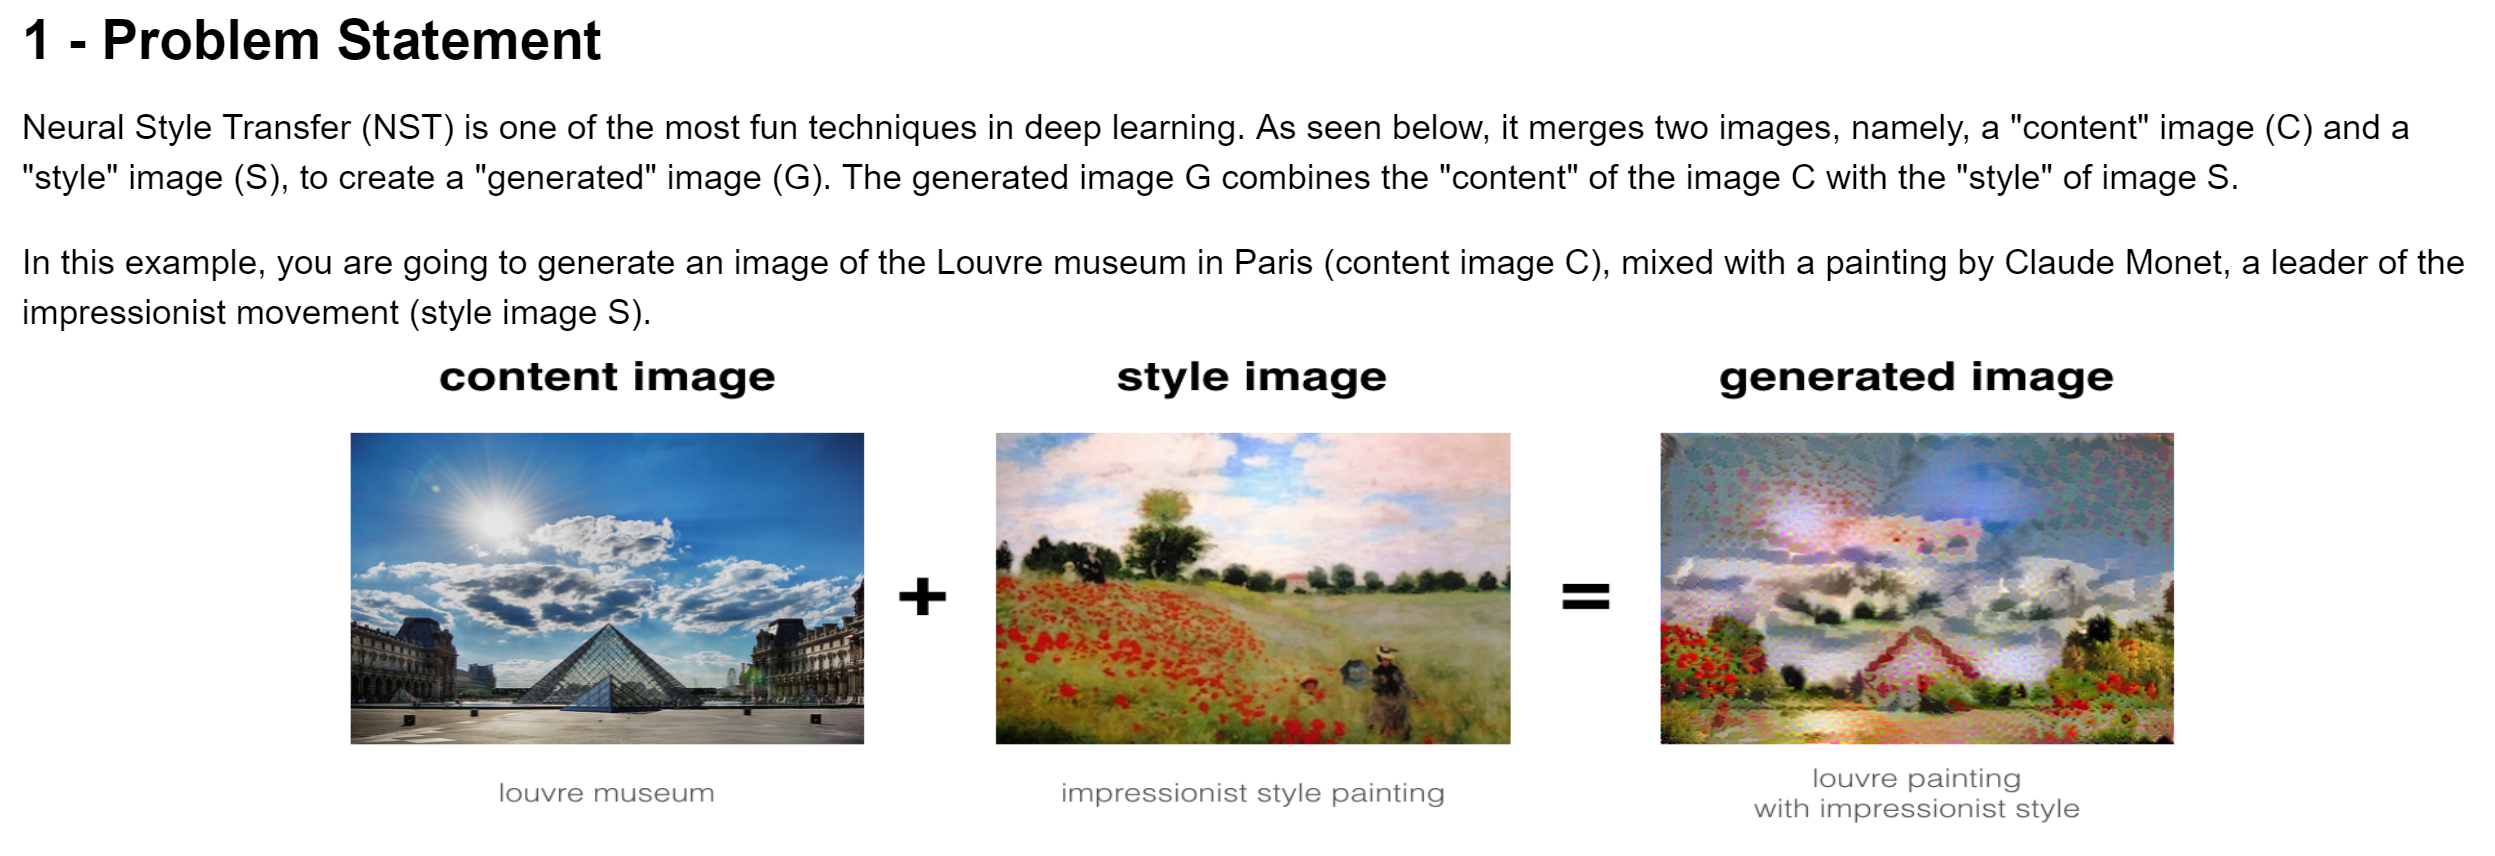 1 - Problem Statement
Neural Style Transfer (NST) is one of the most fun techniques in deep learning. As seen below, it merges two images, namely, a "content" image (C) and a
"style" image (S), to create a "generated" image (G). The generated image G combines the "content" of the image C with the "style" of image S.
In this example, you are going to generate an image of the Louvre museum in Paris (content image C), mixed with a painting by Claude Monet, a leader of the
impressionist movement (style image S).
content image
style image
generated image
+
=
louvre museum
impressionist style painting
louvre painting
with impressionist style